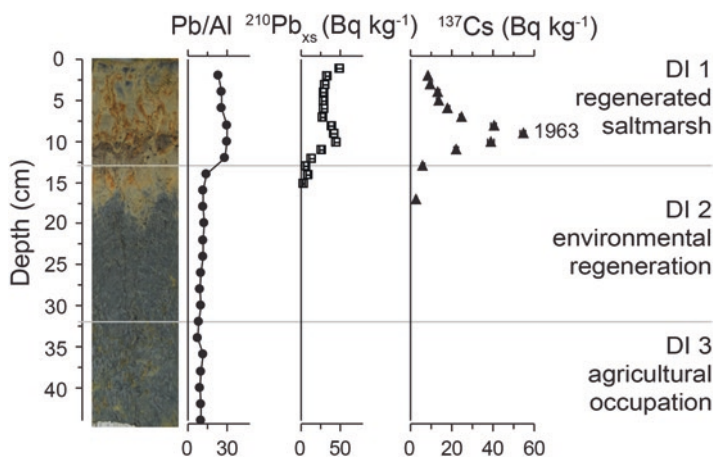 Pb/Al ²¹⁰Pbxs (Bq kg⁻¹) ¹³⁷Cs (Bq kg⁻¹)
Depth (cm)
0
5
10
15
20
25
30
35
40
0 30
0 50
0 20 40 60
1963
DI 1
regenerated
saltmarsh
DI 2
environmental
regeneration
DI 3
agricultural
occupation